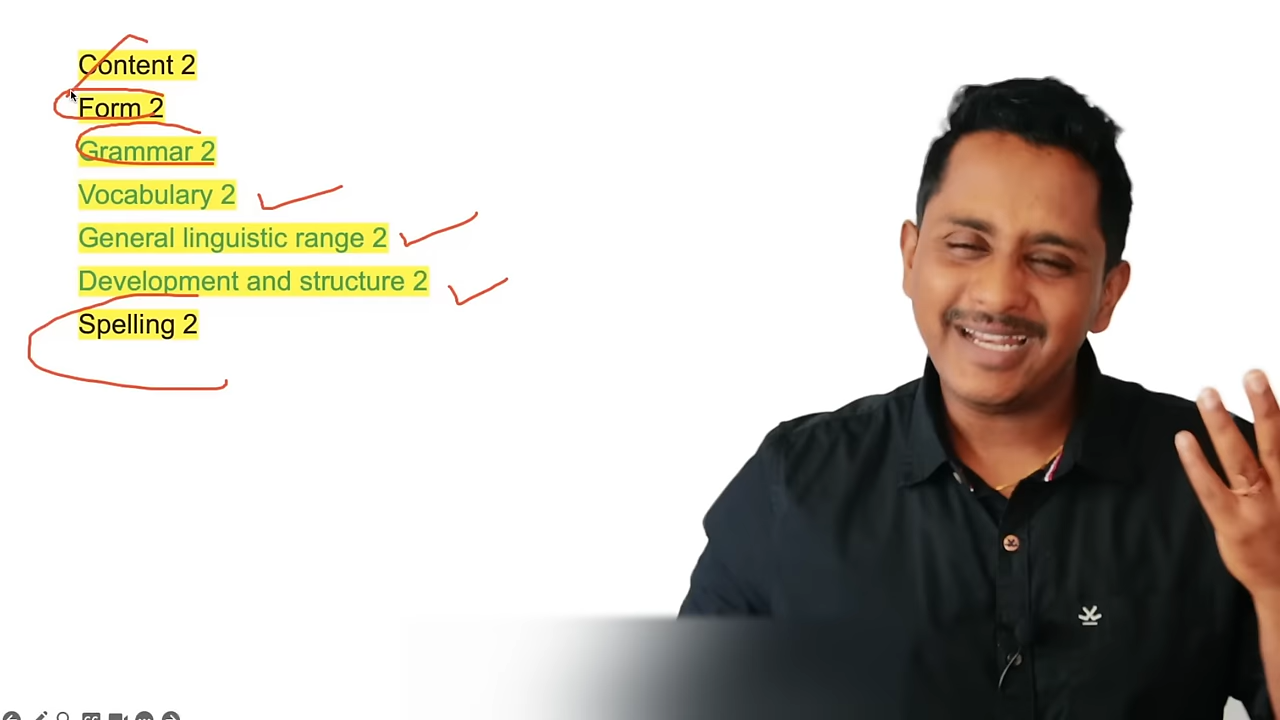 Content 2
Form 2
Grammar 2
Vocabulary 2
General linguistic range 2
Development and structure 2
Spelling 2